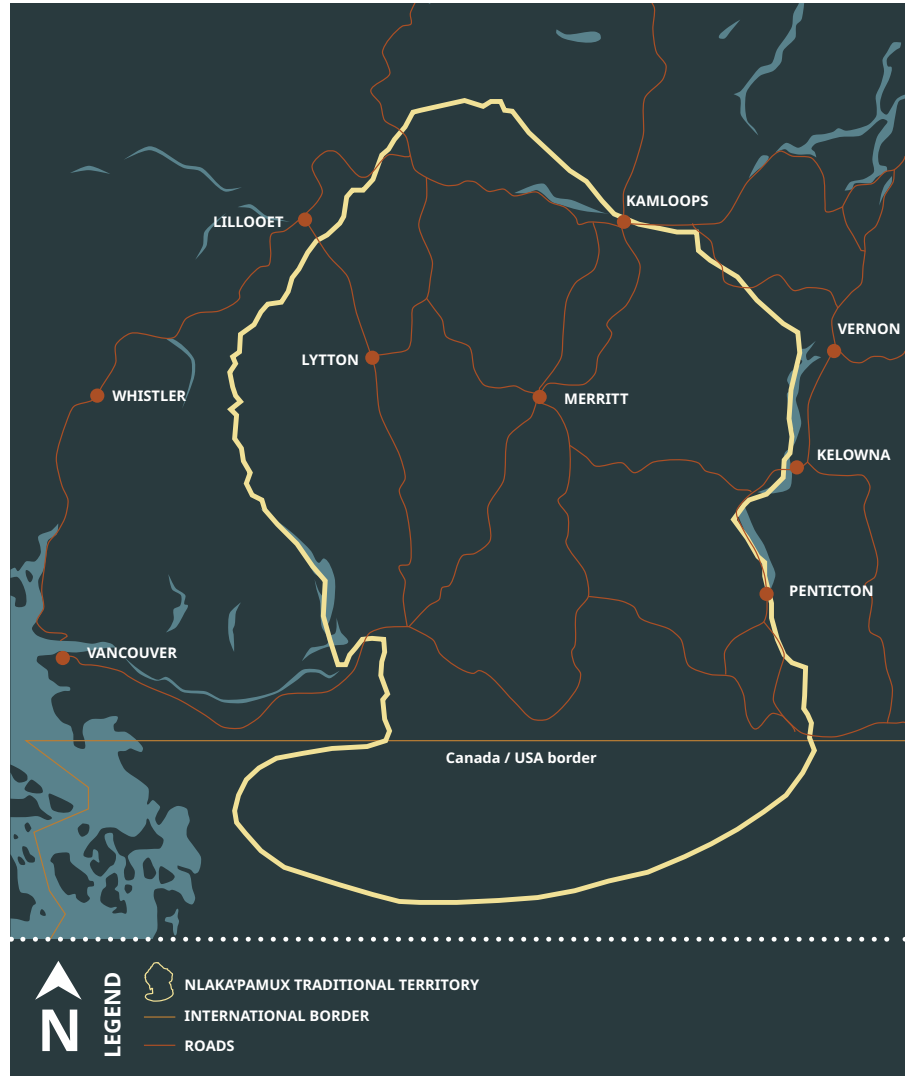 KAMLOOPS
LILLOOET
VERNON
LYTTON
WHISTLER
MERRITT
KELOWNA
PENTICTON
VANCOUVER
Canada / USA border
N
LEGEND
NLAKA'PAMUX TRADITIONAL TERRITORY
INTERNATIONAL BORDER
ROADS